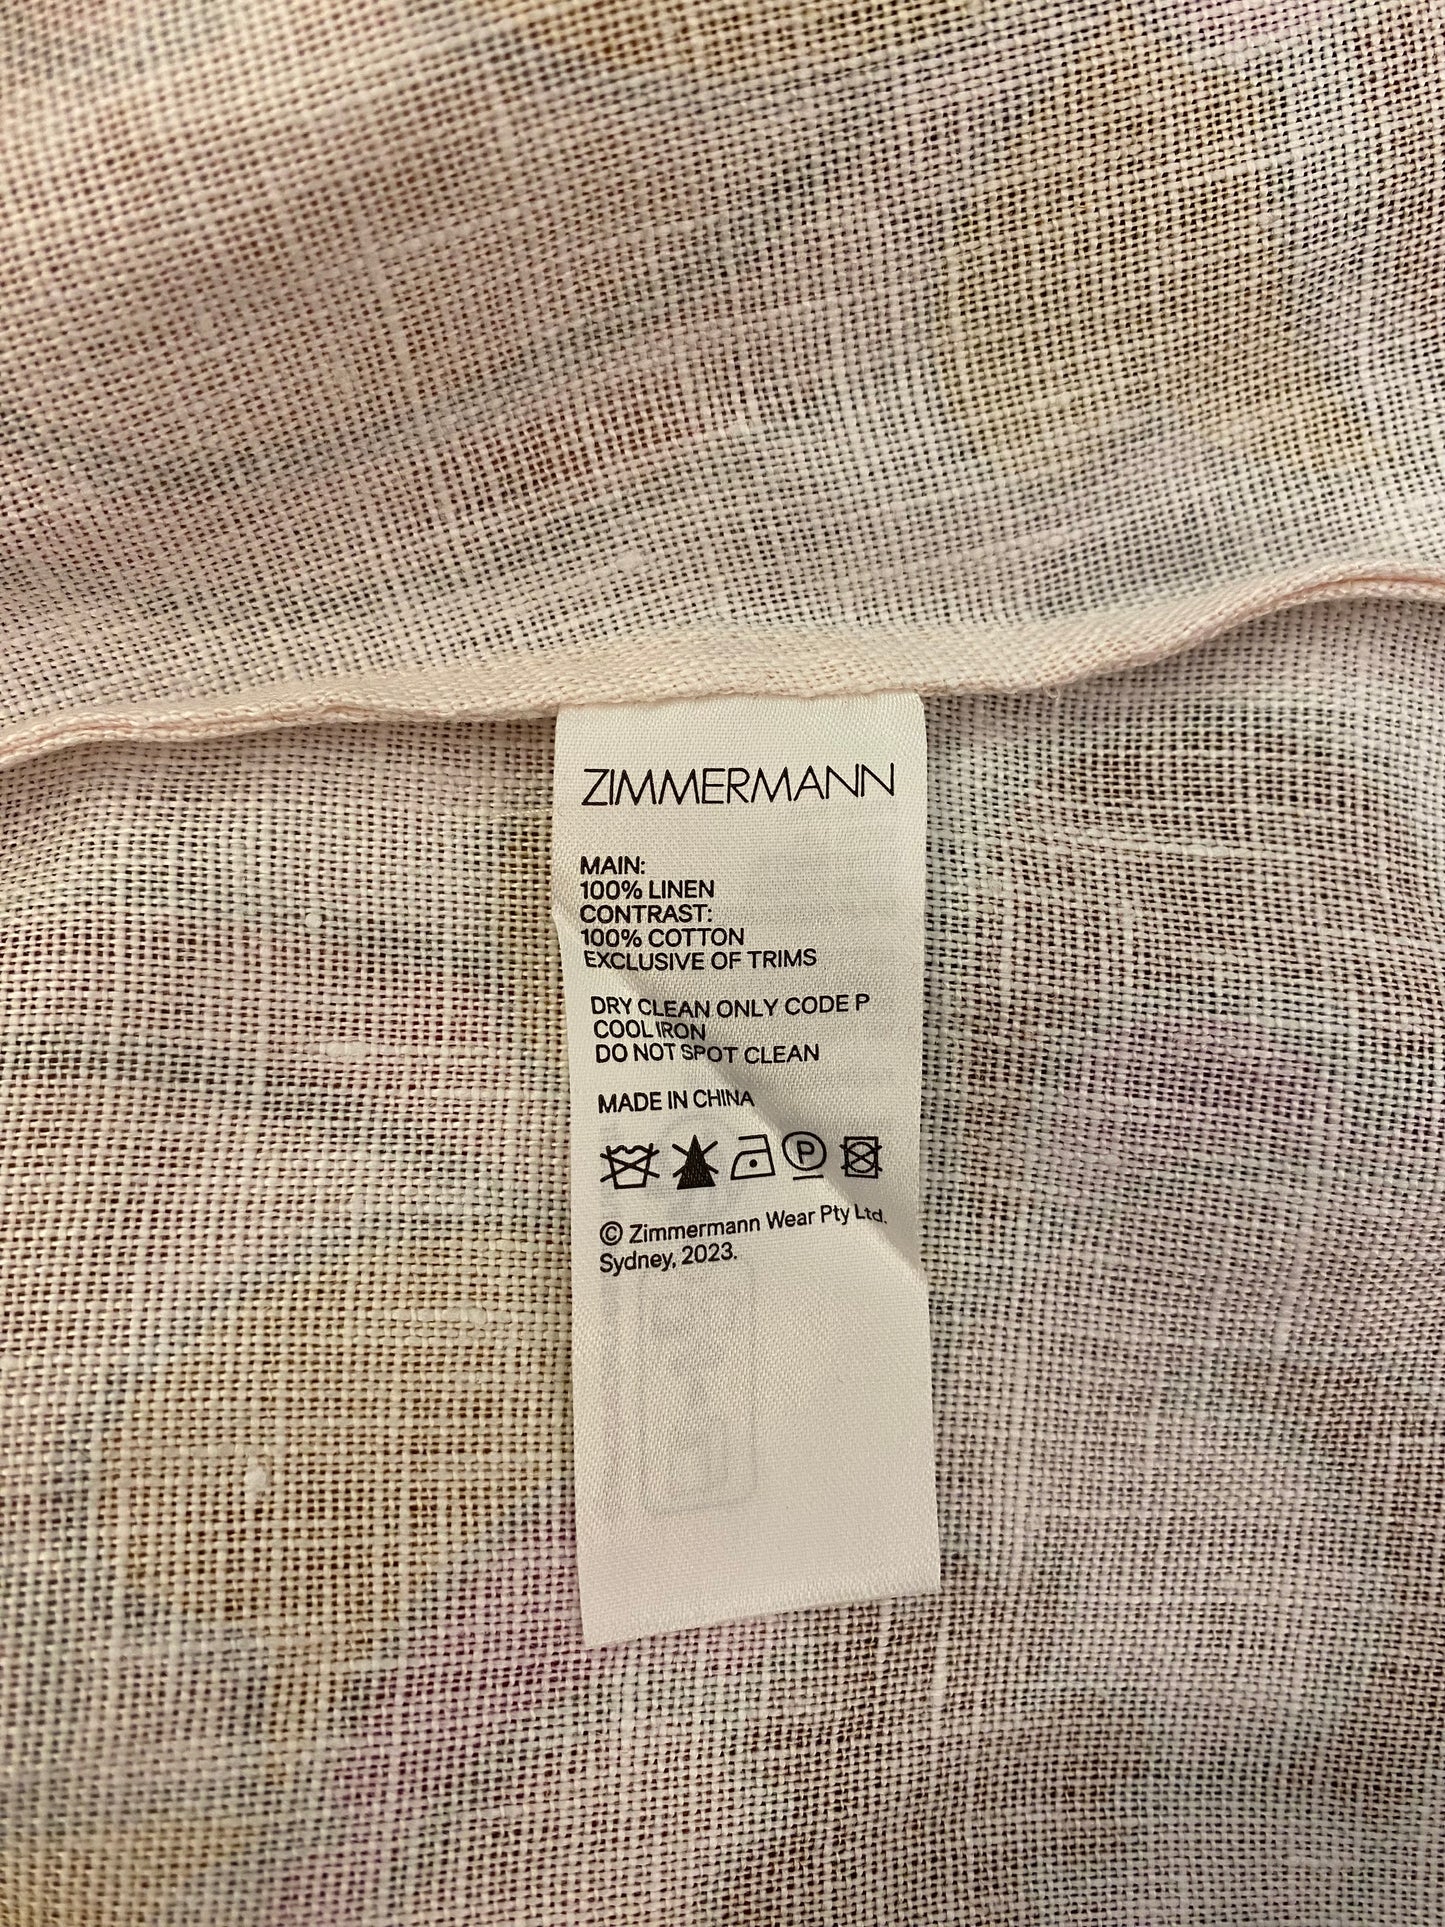 ZIMMERMANN
MAIN:
100% LINEN
CONTRAST:
100% COTTON
EXCLUSIVE OF TRIMS
DRY CLEAN ONLY CODE P
COOL IRON
DO NOT SPOT CLEAN
MADE IN CHINA
P
© Zimmermann Wear Pty Ltd.
Sydney, 2023.